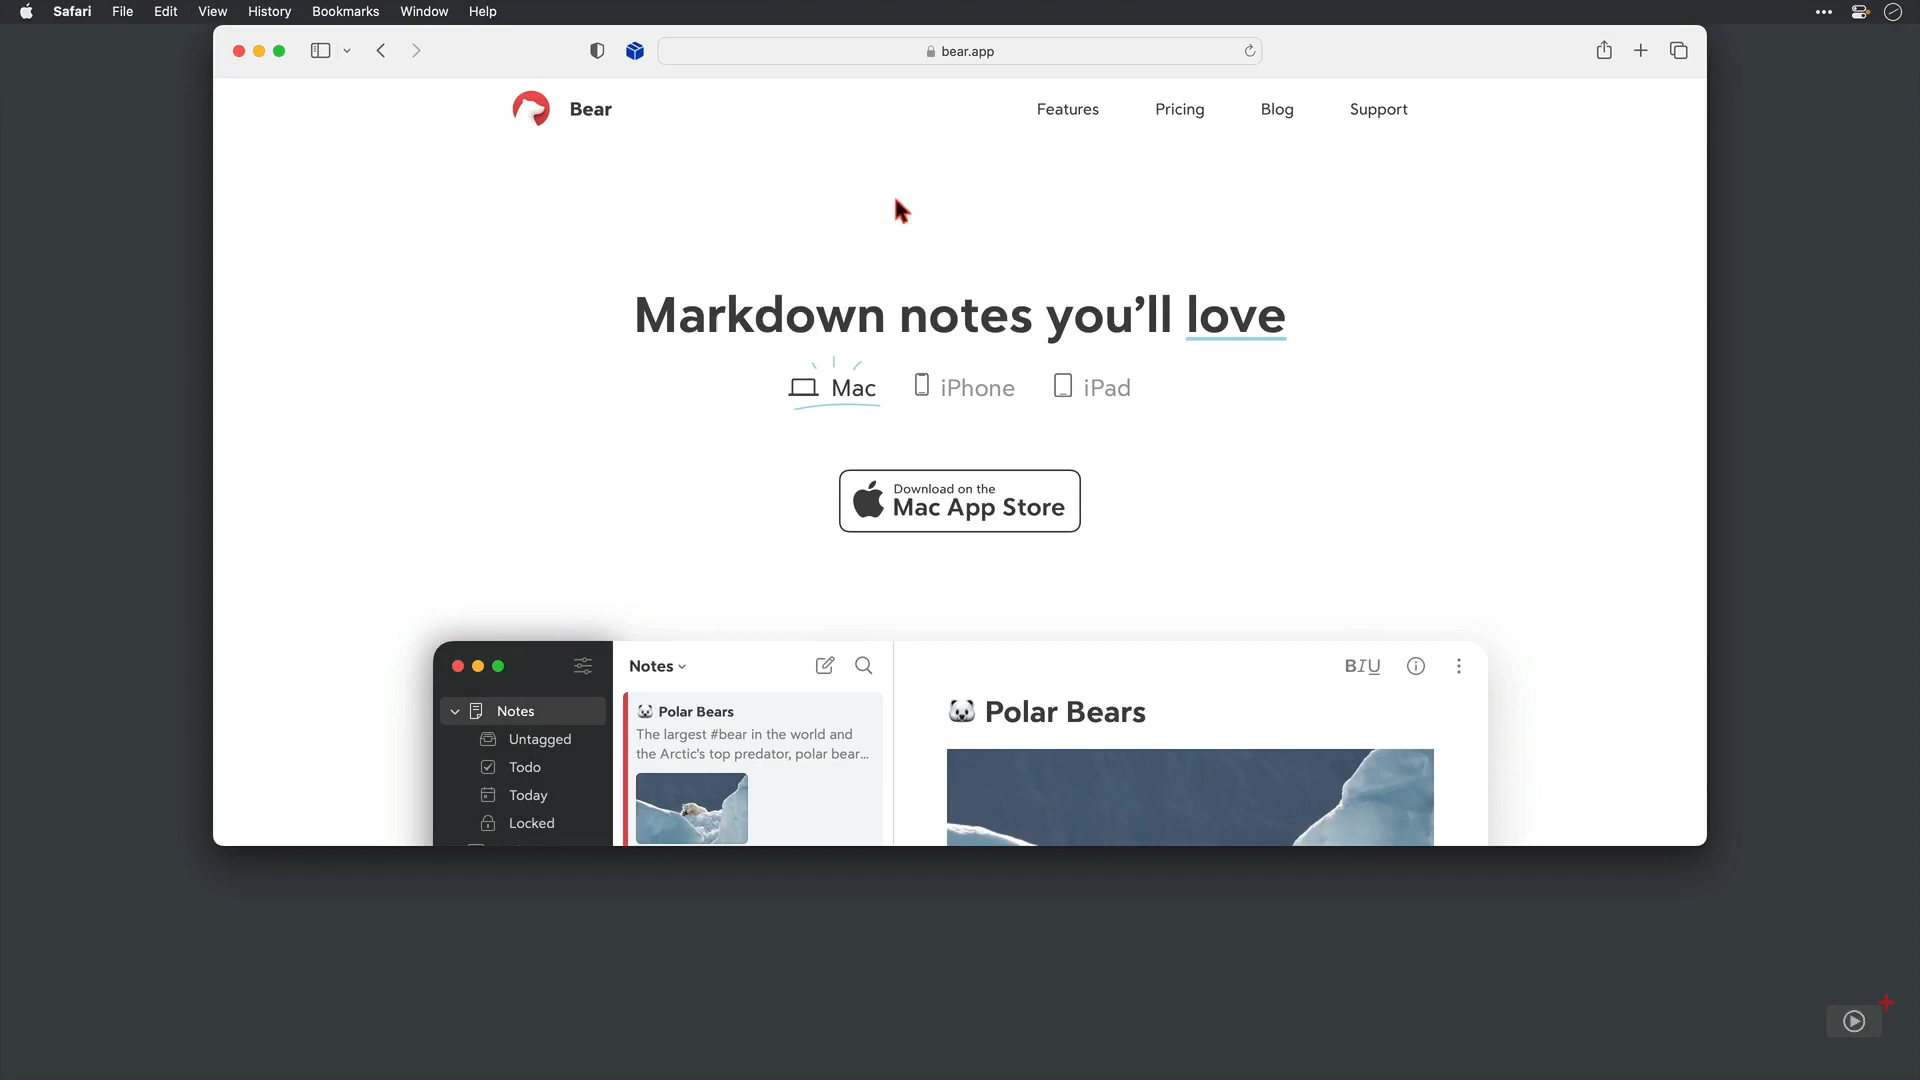 Safari File Edit View History Bookmarks Window Help
bear.app
Bear
Features Pricing Blog Support
Markdown notes you’ll love
Mac iPhone iPad
Download on the
Mac App Store
Notes
BIU
Notes
Untagged
Todo
Today
Locked
Polar Bears
The largest #bear in the world and
the Arctic's top predator, polar bear...
Polar Bears